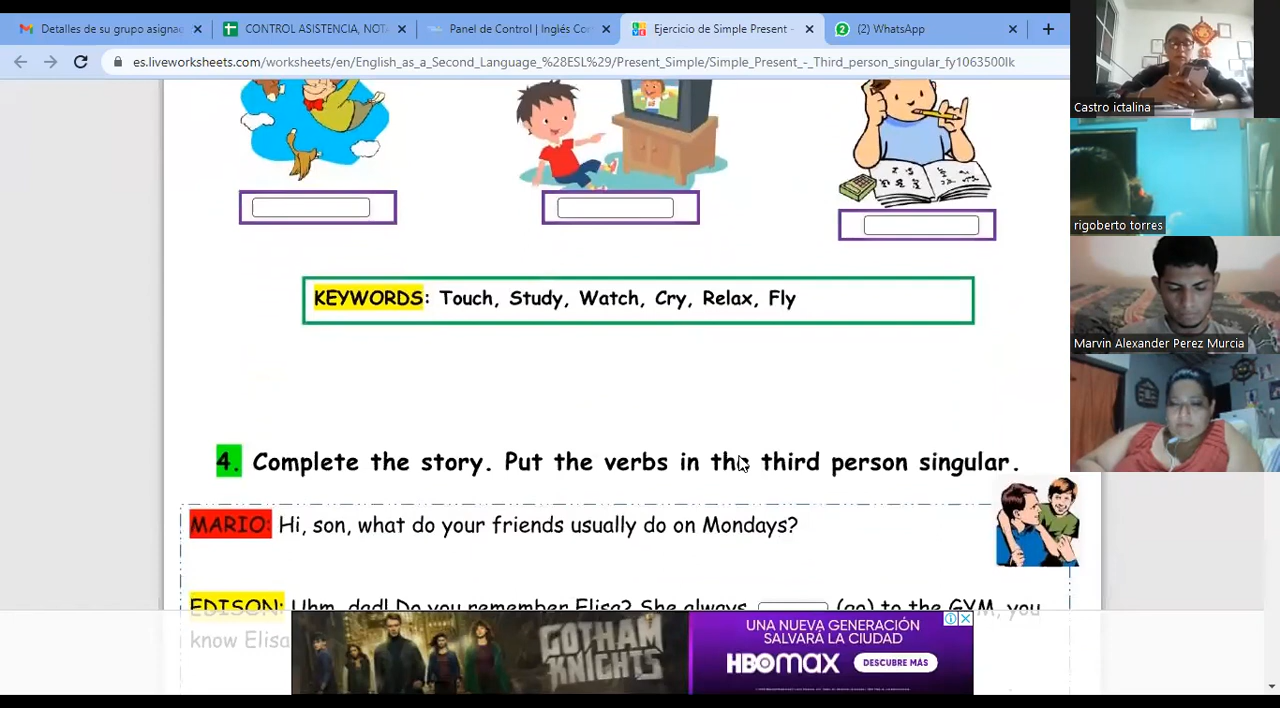 Detalles de su grupo asignac
CONTROL ASISTENCIA, NOTA
Panel de Control | Inglés Cor
Ejercicio de Simple Present -
(2) WhatsApp
es.liveworksheets.com/worksheets/en/English_as_a_Second_Language_%28ESL%29/Present_Simple/Simple_Present_-_Third_person_singular_fy1063500lk
Castro ictalina
rigoberto torres
Marvin Alexander Perez Murcia
KEYWORDS: Touch, Study, Watch, Cry, Relax, Fly
4. Complete the story. Put the verbs in the third person singular.
MARIO: Hi, son, what do your friends usually do on Mondays?
EDISON: Uhm, dad! Do you remember Elisa? She always (go) to the GYM, you
know Elisa
GOTHAM
KNIGHTS
UNA NUEVA GENERACIÓN
SALVARÁ LA CIUDAD
HBOMAX
DESCUBRE MÁS